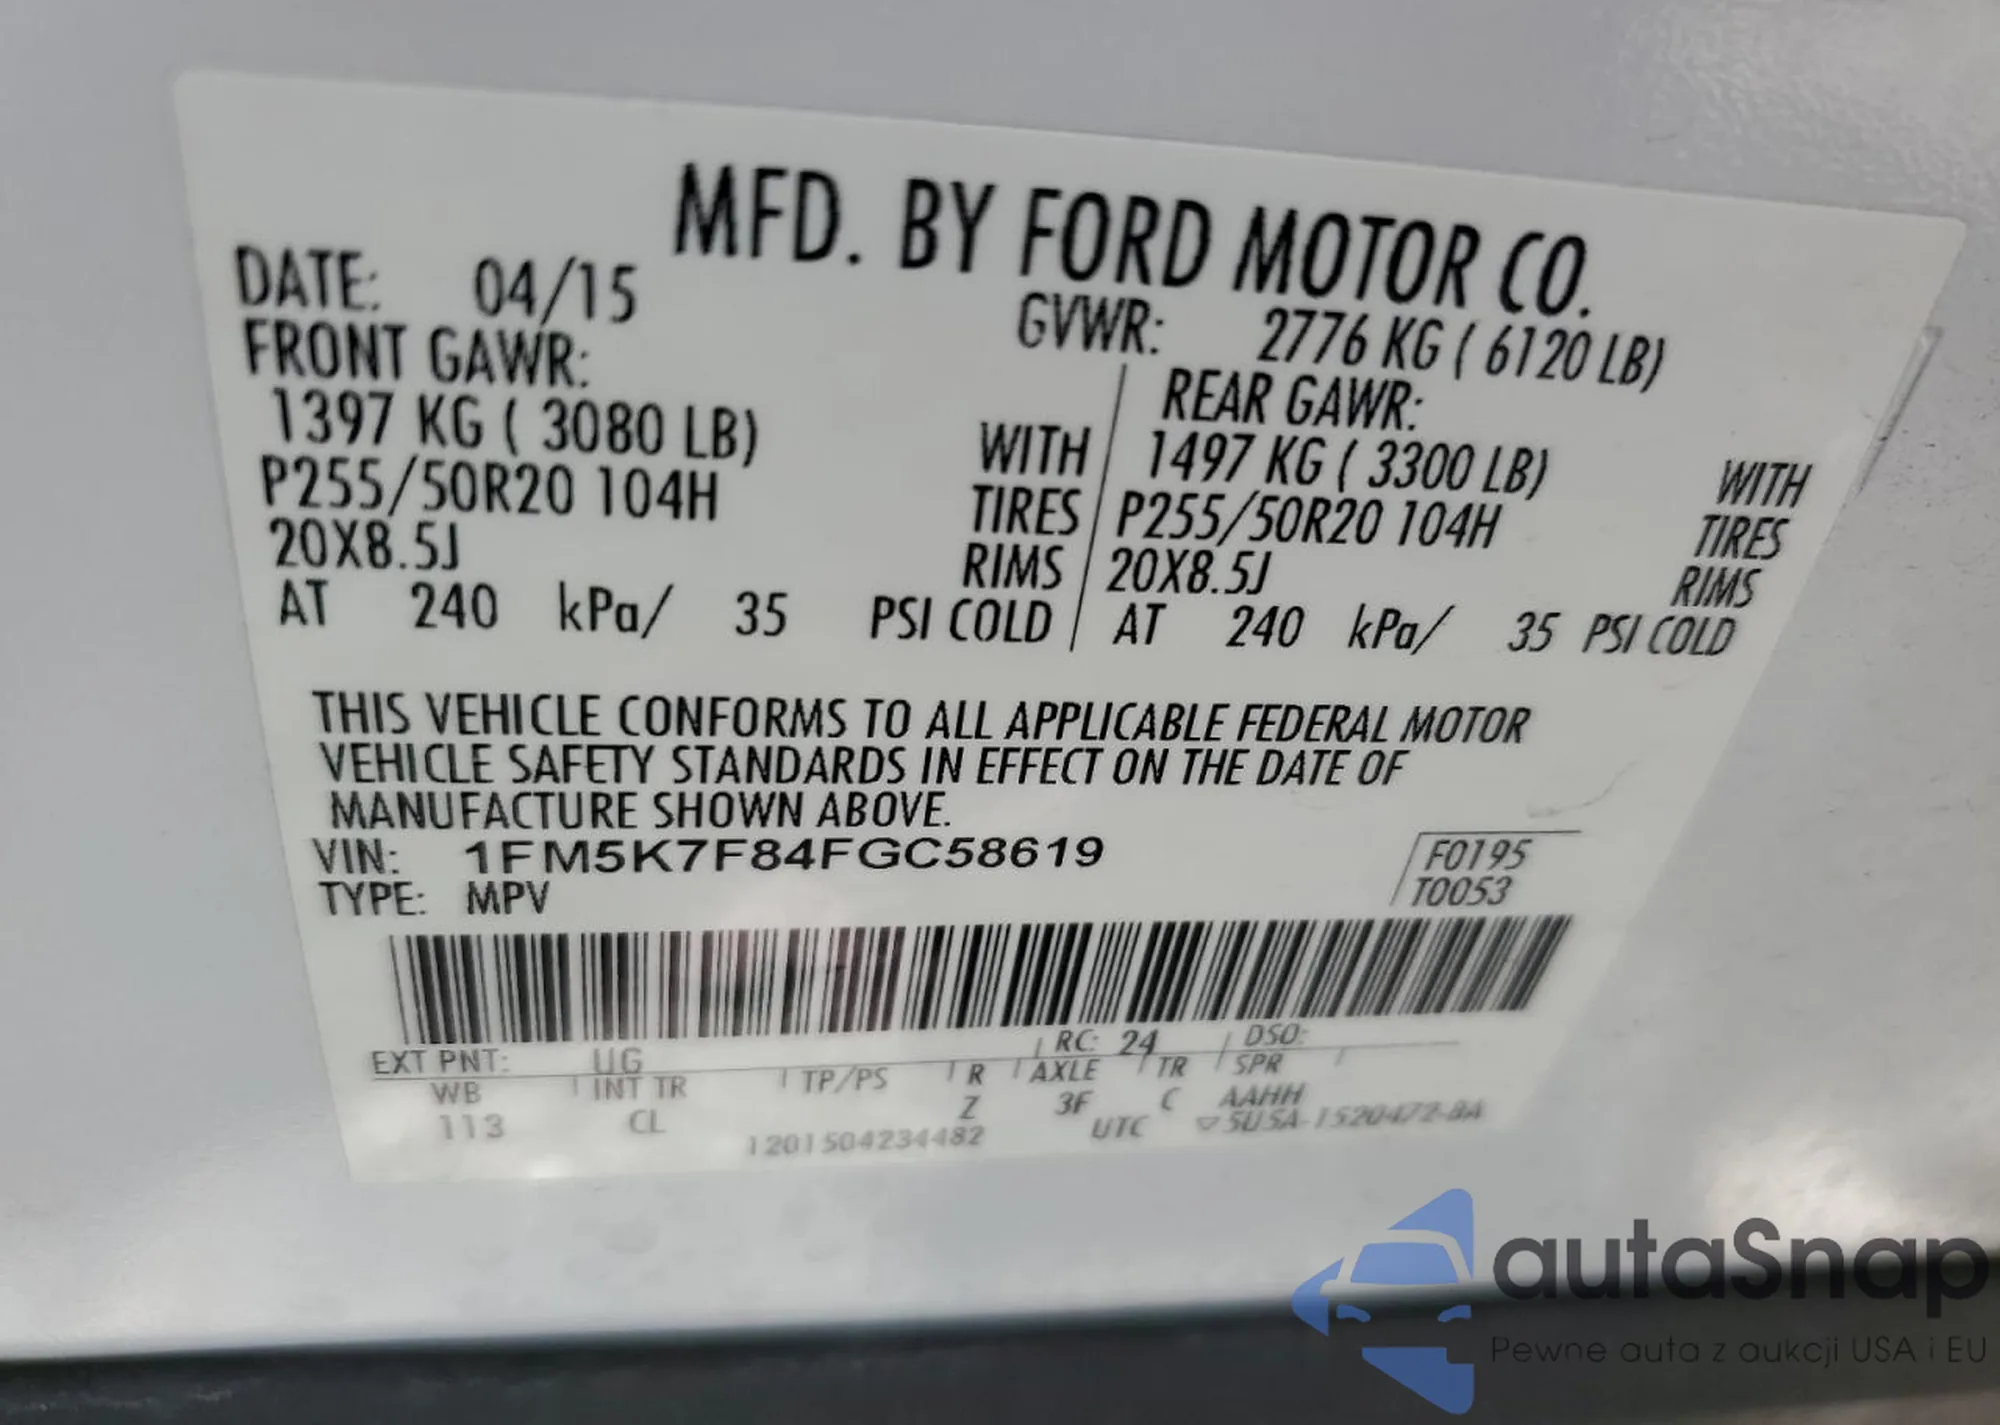 MFD. BY FORD MOTOR CO.
DATE: 04/15 GVWR: 2776 KG ( 6120 LB)
FRONT GAWR: REAR GAWR:
1397 KG ( 3080 LB) WITH 1497 KG ( 3300 LB) WITH
P255/50R20 104H TIRES P255/50R20 104H TIRES
20X8.5J RIMS 20X8.5J RIMS
AT 240 kPa/ 35 PSI COLD AT 240 kPa/ 35 PSI COLD
THIS VEHICLE CONFORMS TO ALL APPLICABLE FEDERAL MOTOR
VEHICLE SAFETY STANDARDS IN EFFECT ON THE DATE OF
MANUFACTURE SHOWN ABOVE.
VIN: 1FM5K7F84FGC58619 F0195
TYPE: MPV T0053
EXT PNT: UG RC: 24 DSO:
WB INT TR TP/PS R AXLE TR SPR
113 CL Z 3F C AAHH
1201504234482 UTC 5USA-1520472-BA
autaSnap
Pewne auta z aukcji USA i EU